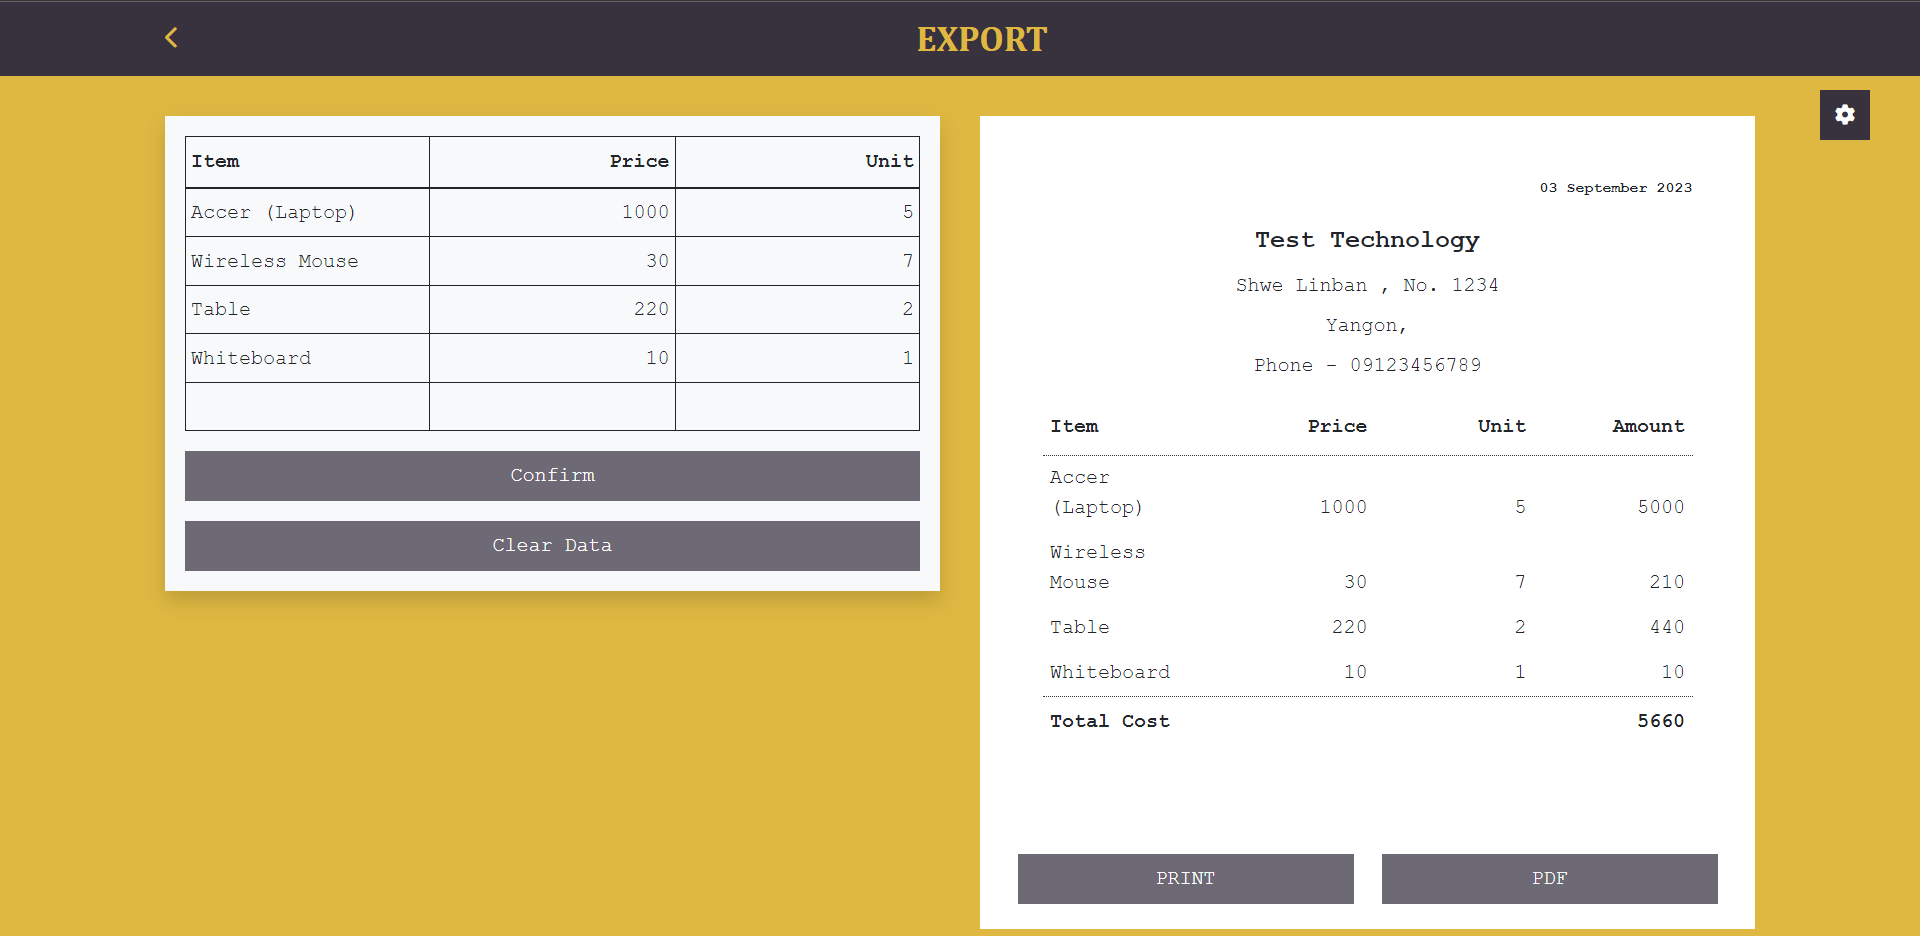 EXPORT
Item Price Unit
Accer (Laptop) 1000 5
Wireless Mouse 30 7
Table 220 2
Whiteboard 10 1
Confirm
Clear Data
03 September 2023
Test Technology
Shwe Linban , No. 1234
Yangon,
Phone - 09123456789
Item Price Unit Amount
Accer
(Laptop) 1000 5 5000
Wireless
Mouse 30 7 210
Table 220 2 440
Whiteboard 10 1 10
Total Cost 5660
PRINT PDF